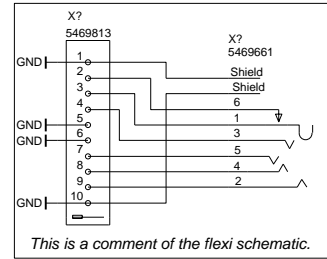 X?
5469813
X?
5469661
GND 1
2
3
4
GND 5
GND 6
7
8
9
GND 10
Shield
Shield
6
1
3
5
4
2
This is a comment of the flexi schematic.